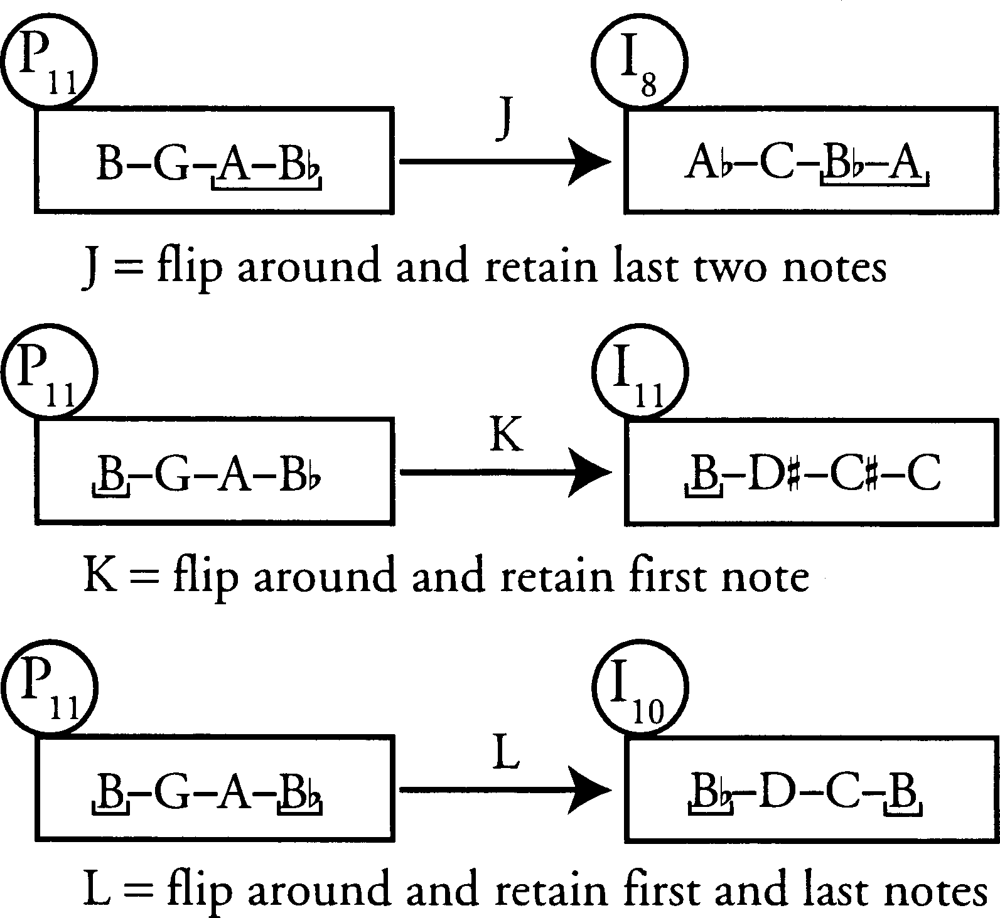 P₁₁ I₈
J
B–G–A–B♭ A♭–C–B♭–A
J = flip around and retain last two notes
P₁₁ I₁₁
K
B–G–A–B♭ B–D♯–C♯–C
K = flip around and retain first note
P₁₁ I₁₀
L
B–G–A–B♭ B♭–D–C–B
L = flip around and retain first and last notes